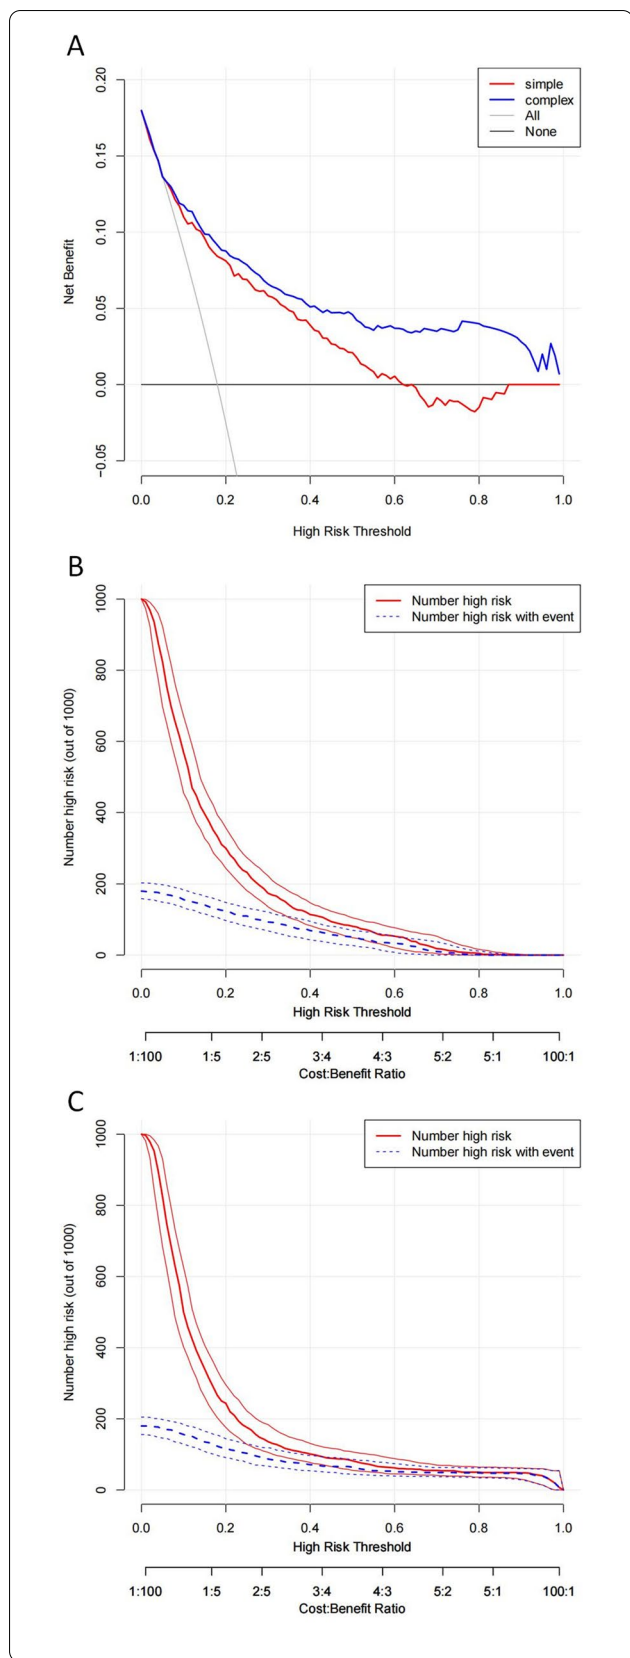 A
simple
complex
All
None
Net Benefit
0.20
0.15
0.10
0.05
0.00
−0.05
0.0 0.2 0.4 0.6 0.8 1.0
High Risk Threshold
B
Number high risk
Number high risk with event
Number high risk (out of 1000)
1000
800
600
400
200
0
0.0 0.2 0.4 0.6 0.8 1.0
High Risk Threshold
1:100 1:5 2:5 3:4 4:3 5:2 5:1 100:1
Cost:Benefit Ratio
C
Number high risk
Number high risk with event
Number high risk (out of 1000)
1000
800
600
400
200
0
0.0 0.2 0.4 0.6 0.8 1.0
High Risk Threshold
1:100 1:5 2:5 3:4 4:3 5:2 5:1 100:1
Cost:Benefit Ratio